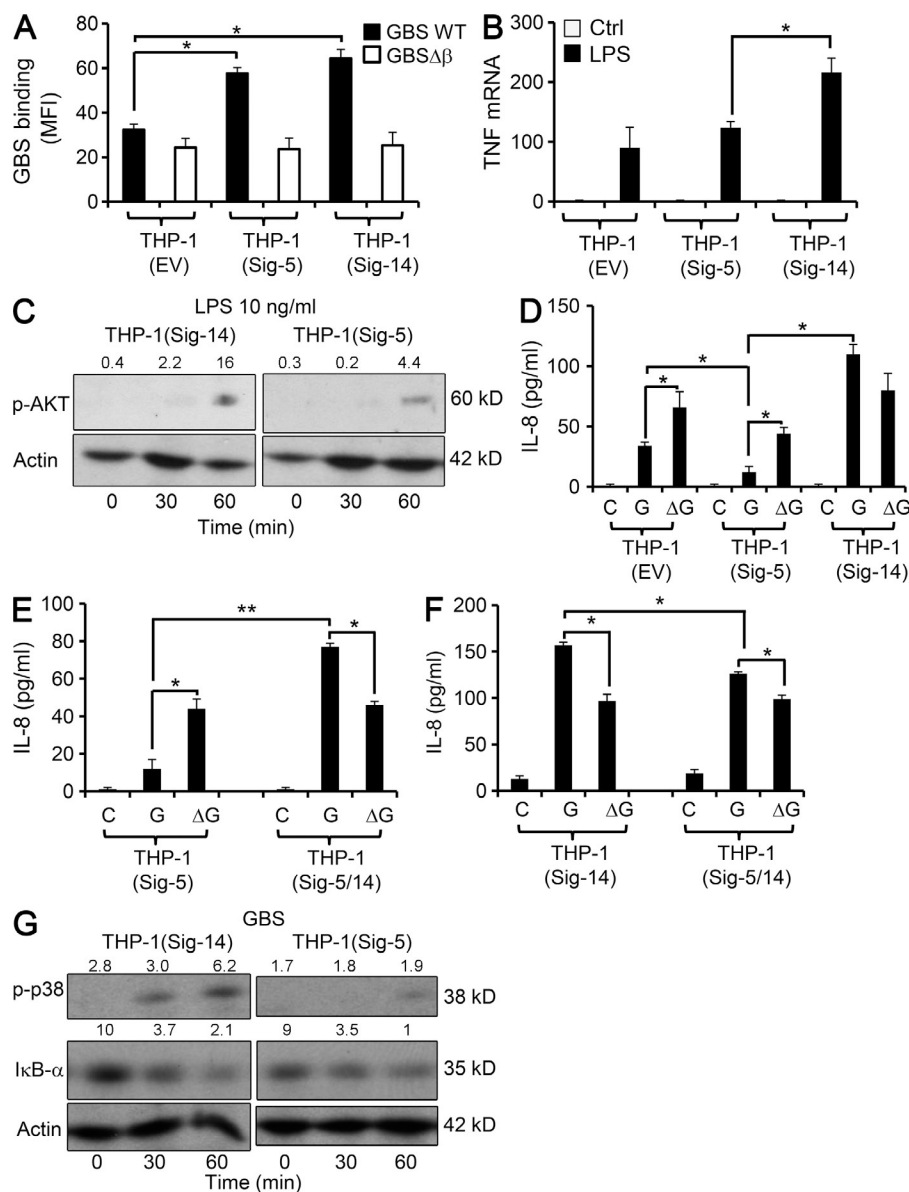 A
GBS binding
(MFI)
80
60
40
20
0
*
*
GBS WT
GBSΔβ
THP-1
(EV)
THP-1
(Sig-5)
THP-1
(Sig-14)
B
TNF mRNA
300
200
100
0
Ctrl
LPS
*
THP-1
(EV)
THP-1
(Sig-5)
THP-1
(Sig-14)
C
LPS 10 ng/ml
THP-1(Sig-14) THP-1(Sig-5)
0.4 2.2 16 0.3 0.2 4.4
p-AKT 60 kD
Actin 42 kD
0 30 60 0 30 60
Time (min)
D
IL-8 (pg/ml)
150
100
50
0
*
*
*
*
C G ΔG C G ΔG C G ΔG
THP-1
(EV)
THP-1
(Sig-5)
THP-1
(Sig-14)
E
IL-8 (pg/ml)
80
60
40
20
0
**
*
*
C G ΔG C G ΔG
THP-1
(Sig-5)
THP-1
(Sig-5/14)
F
IL-8 (pg/ml)
200
150
100
50
0
*
*
*
C G ΔG C G ΔG
THP-1
(Sig-14)
THP-1
(Sig-5/14)
G
GBS
THP-1(Sig-14) THP-1(Sig-5)
2.8 3.0 6.2 1.7 1.8 1.9
p-p38 38 kD
10 3.7 2.1 9 3.5 1
IκB-α 35 kD
Actin 42 kD
0 30 60 0 30 60
Time (min)